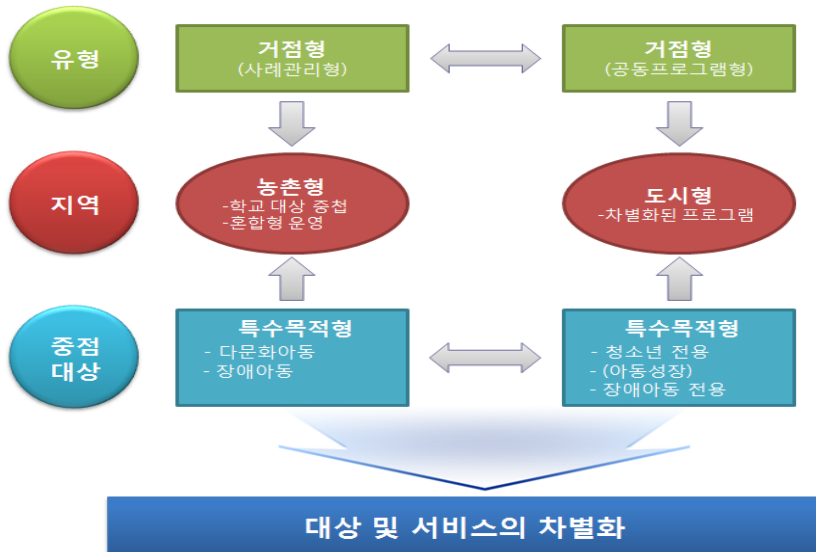 유형
거점형
(사례관리형)
거점형
(공동프로그램형)
지역
농촌형
-학교 대상 중첩
-혼합형 운영
도시형
-차별화된 프로그램
중점
대상
특수목적형
- 다문화아동
- 장애아동
특수목적형
- 청소년 전용
- (아동성장)
- 장애아동 전용
대상 및 서비스의 차별화